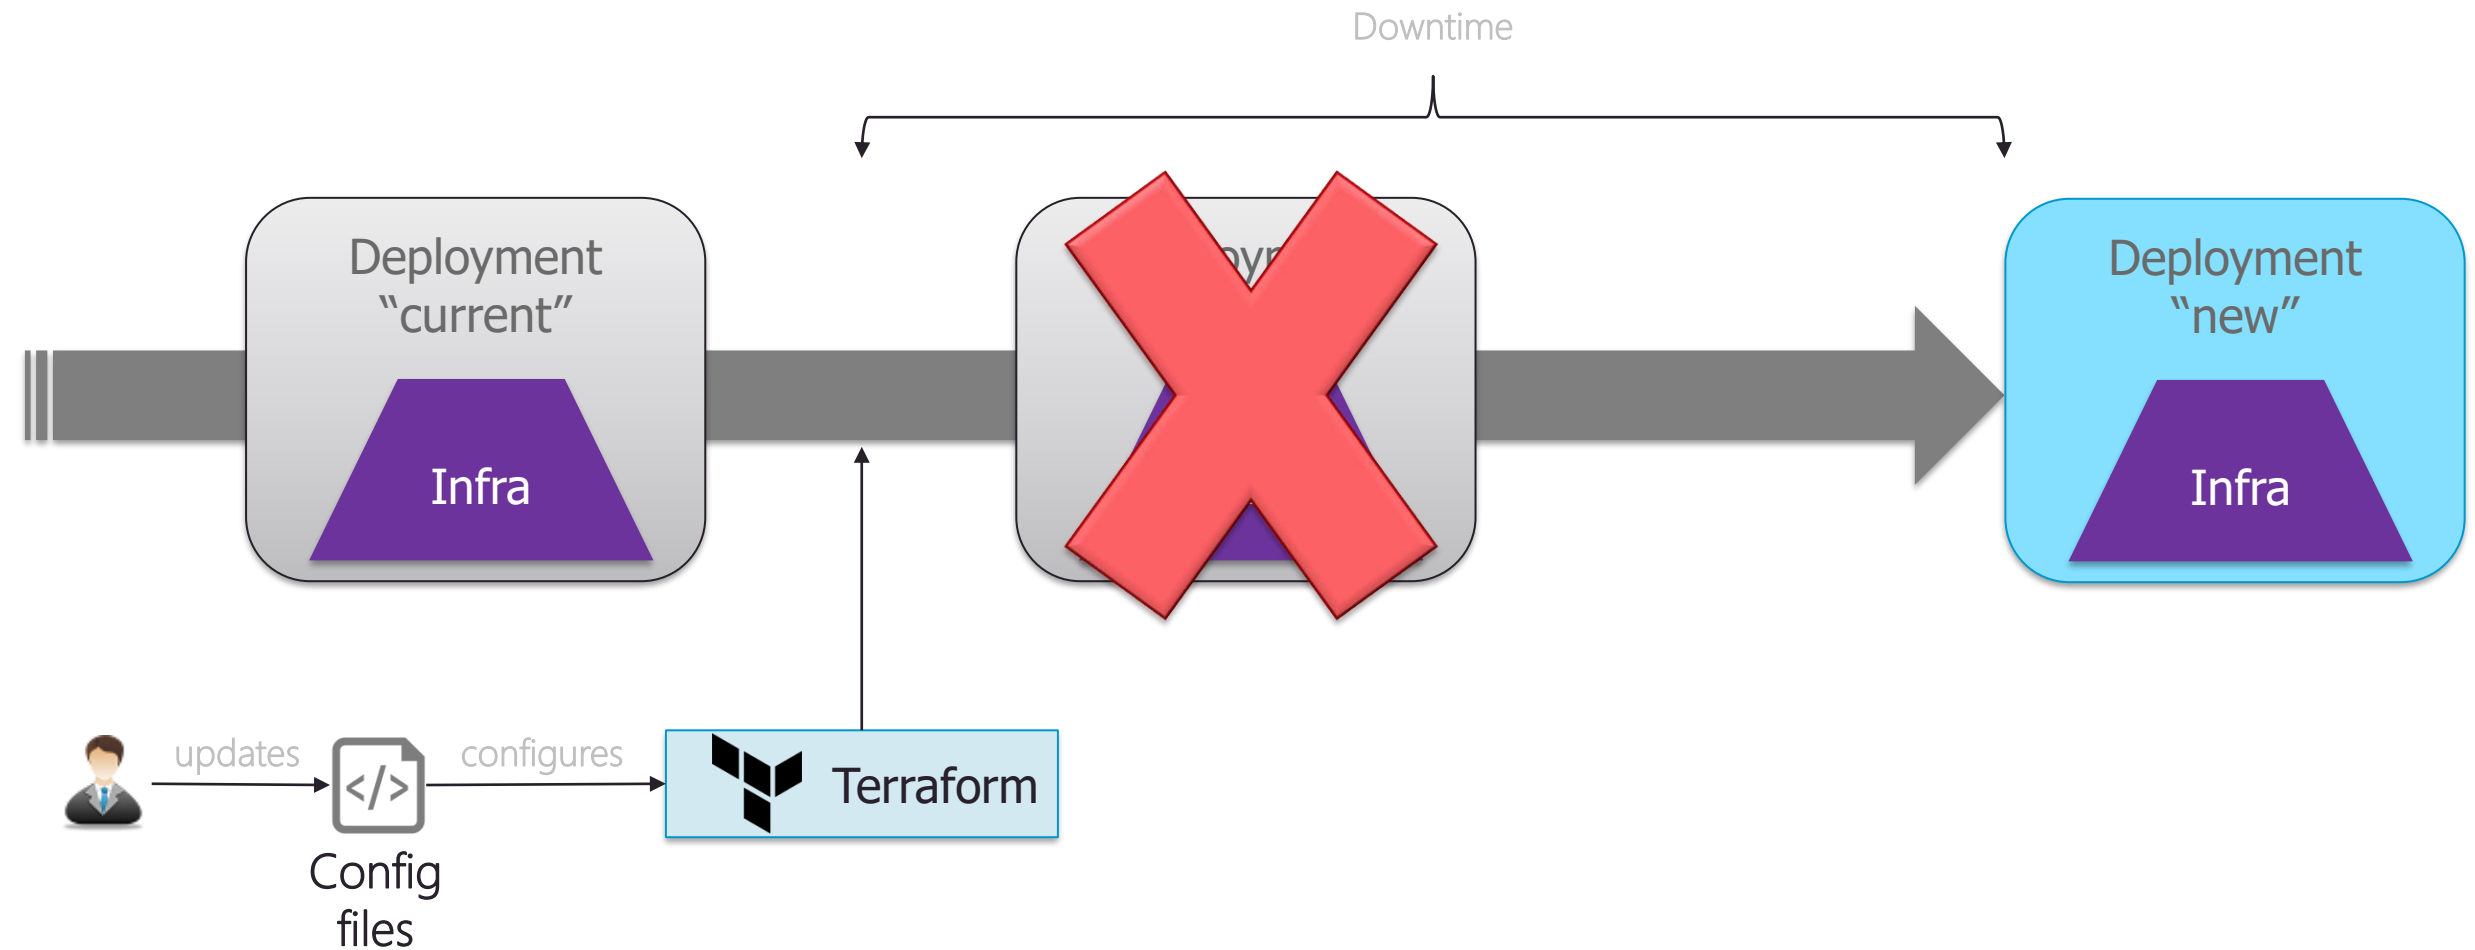 Downtime
Deployment
“current”
Infra
Deployment
“new”
Infra
updates
configures
Terraform
Config
files